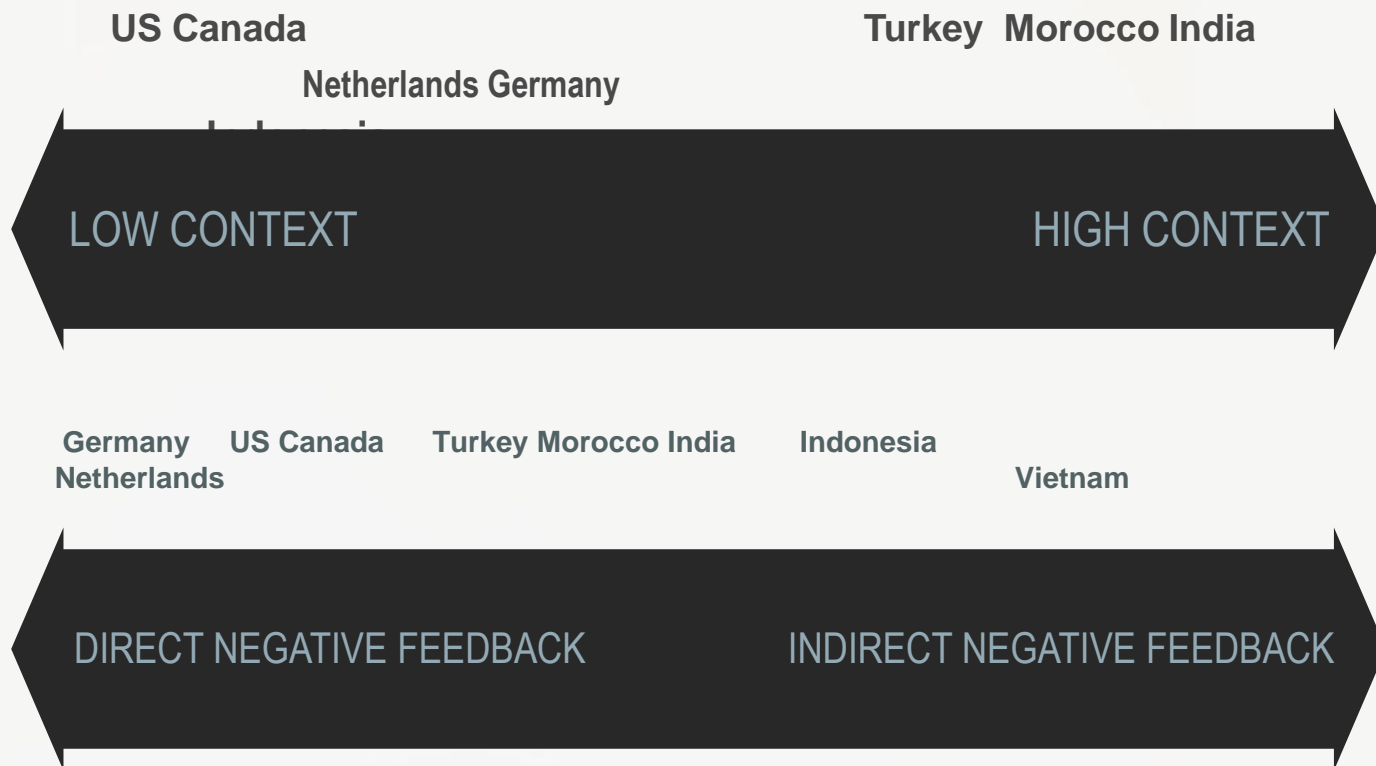 US Canada Turkey Morocco India
Netherlands Germany
LOW CONTEXT HIGH CONTEXT
Germany US Canada Turkey Morocco India Indonesia
Netherlands Vietnam
DIRECT NEGATIVE FEEDBACK INDIRECT NEGATIVE FEEDBACK